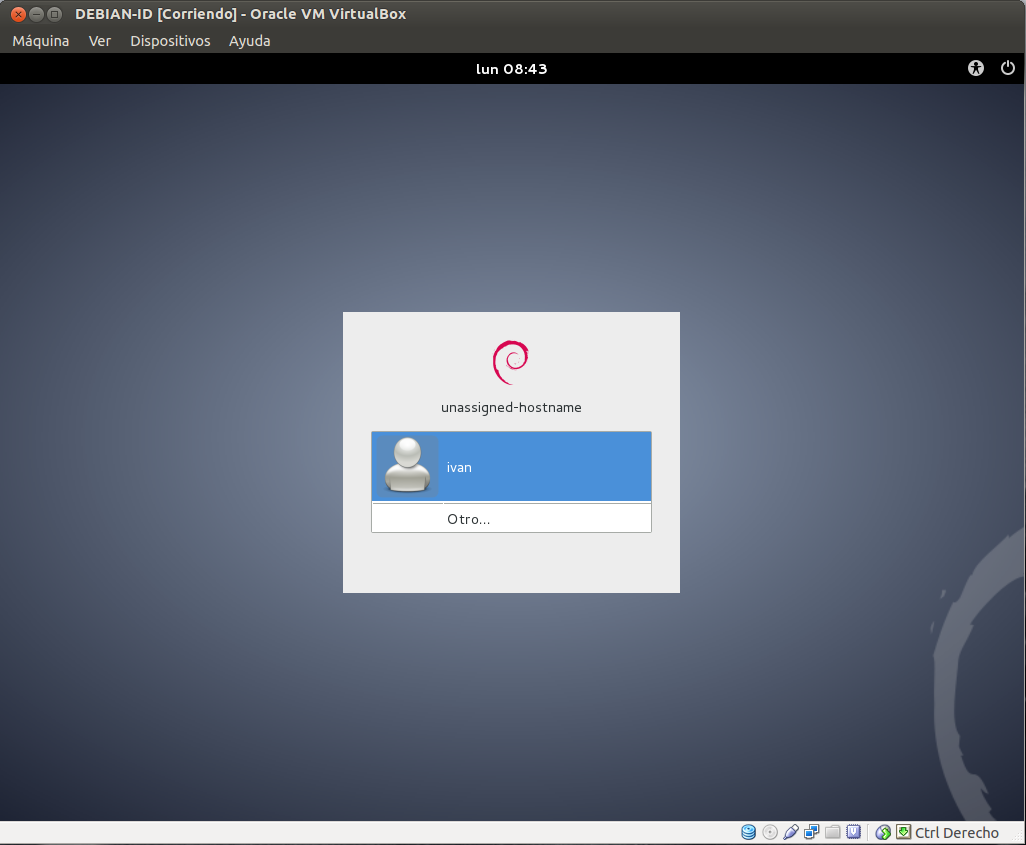 DEBIAN-ID [Corriendo] - Oracle VM VirtualBox
Máquina Ver Dispositivos Ayuda
lun 08:43
unassigned-hostname
ivan
Otro...
Ctrl Derecho